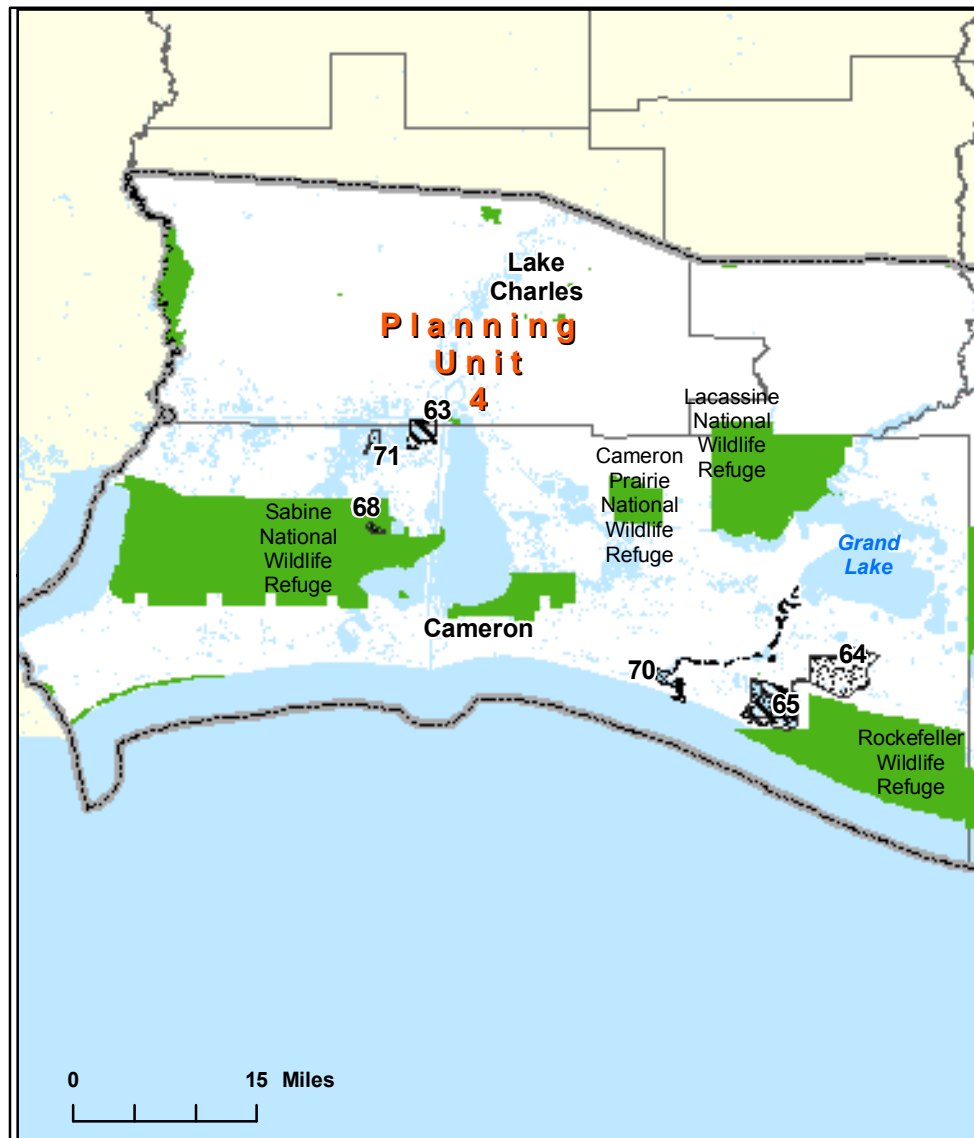 Lake
Charles
Planning
Unit
4
Lacassine
National
Wildlife
Refuge
63
71
Cameron
Prairie
National
Wildlife
Refuge
68
Sabine
National
Wildlife
Refuge
Grand
Lake
Cameron
70
64
65
Rockefeller
Wildlife
Refuge
0 15 Miles